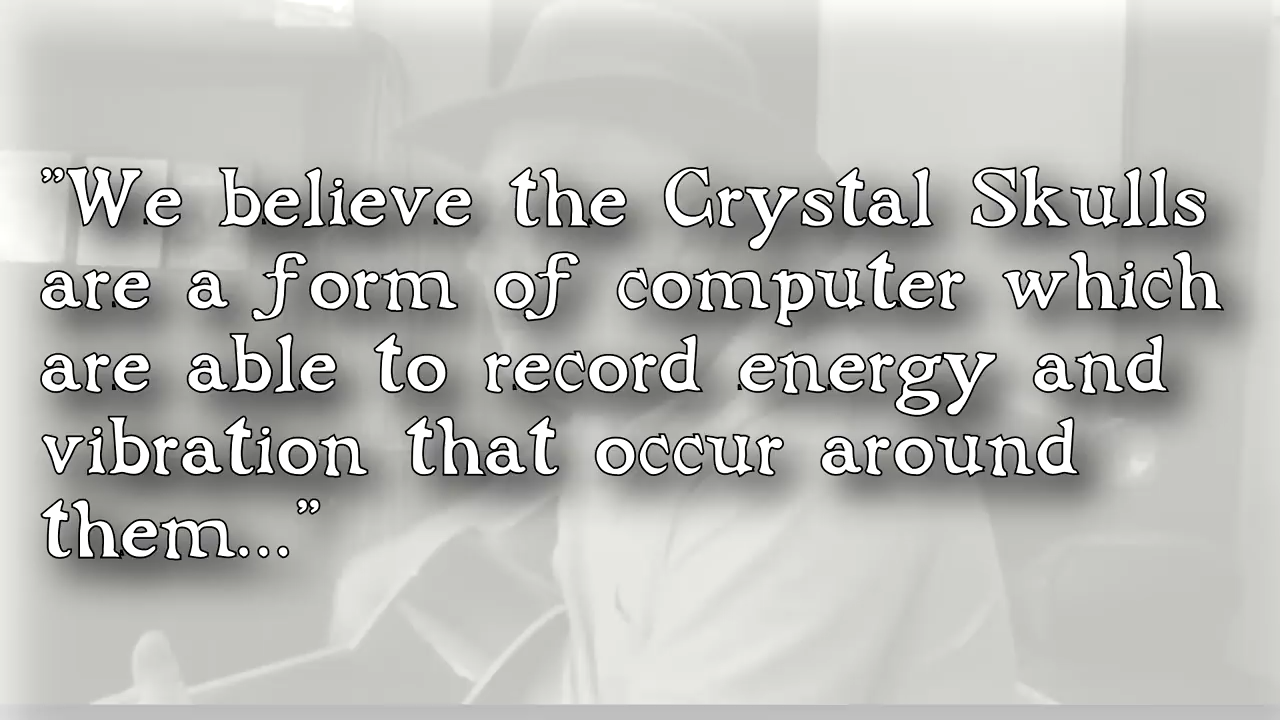 ”We believe the Crystal Skulls
are a form of computer which
are able to record energy and
vibration that occur around
them...”